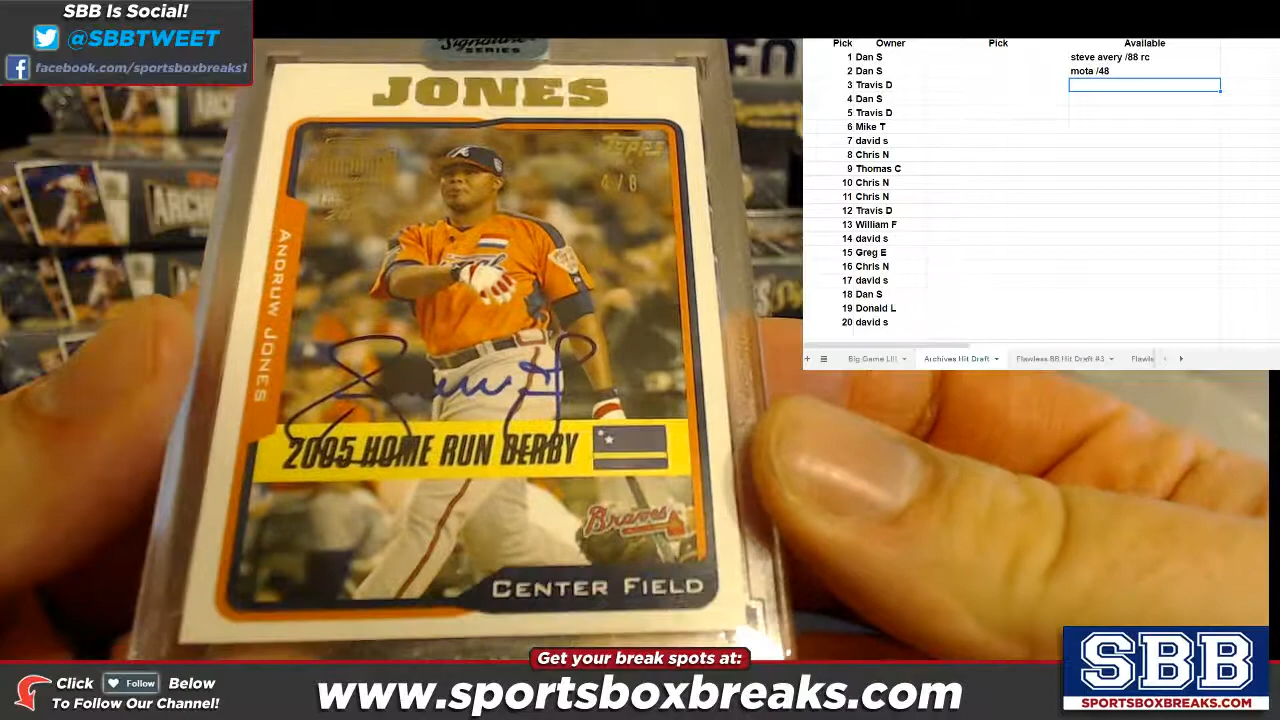 SBB Is Social!
@SBBTWEET
facebook.com/sportsboxbreaks1
Signature
SERIES
JONES
Topps
4/8
ANDRUW JONES
2005 HOME RUN DERBY
Braves
CENTER FIELD
Pick Owner Pick Available
1 Dan S steve avery /88 rc
2 Dan S mota /48
3 Travis D
4 Dan S
5 Travis D
6 Mike T
7 david s
8 Chris N
9 Thomas C
10 Chris N
11 Chris N
12 Travis D
13 William F
14 david s
15 Greg E
16 Chris N
17 david s
18 Dan S
19 Donald L
20 david s
Big Game LIII
Archives Hit Draft
Flawless BB Hit Draft #3
Flawle
Get your break spots at:
Click Follow Below
To Follow Our Channel!
www.sportsboxbreaks.com
SBB
SPORTSBOXBREAKS.COM